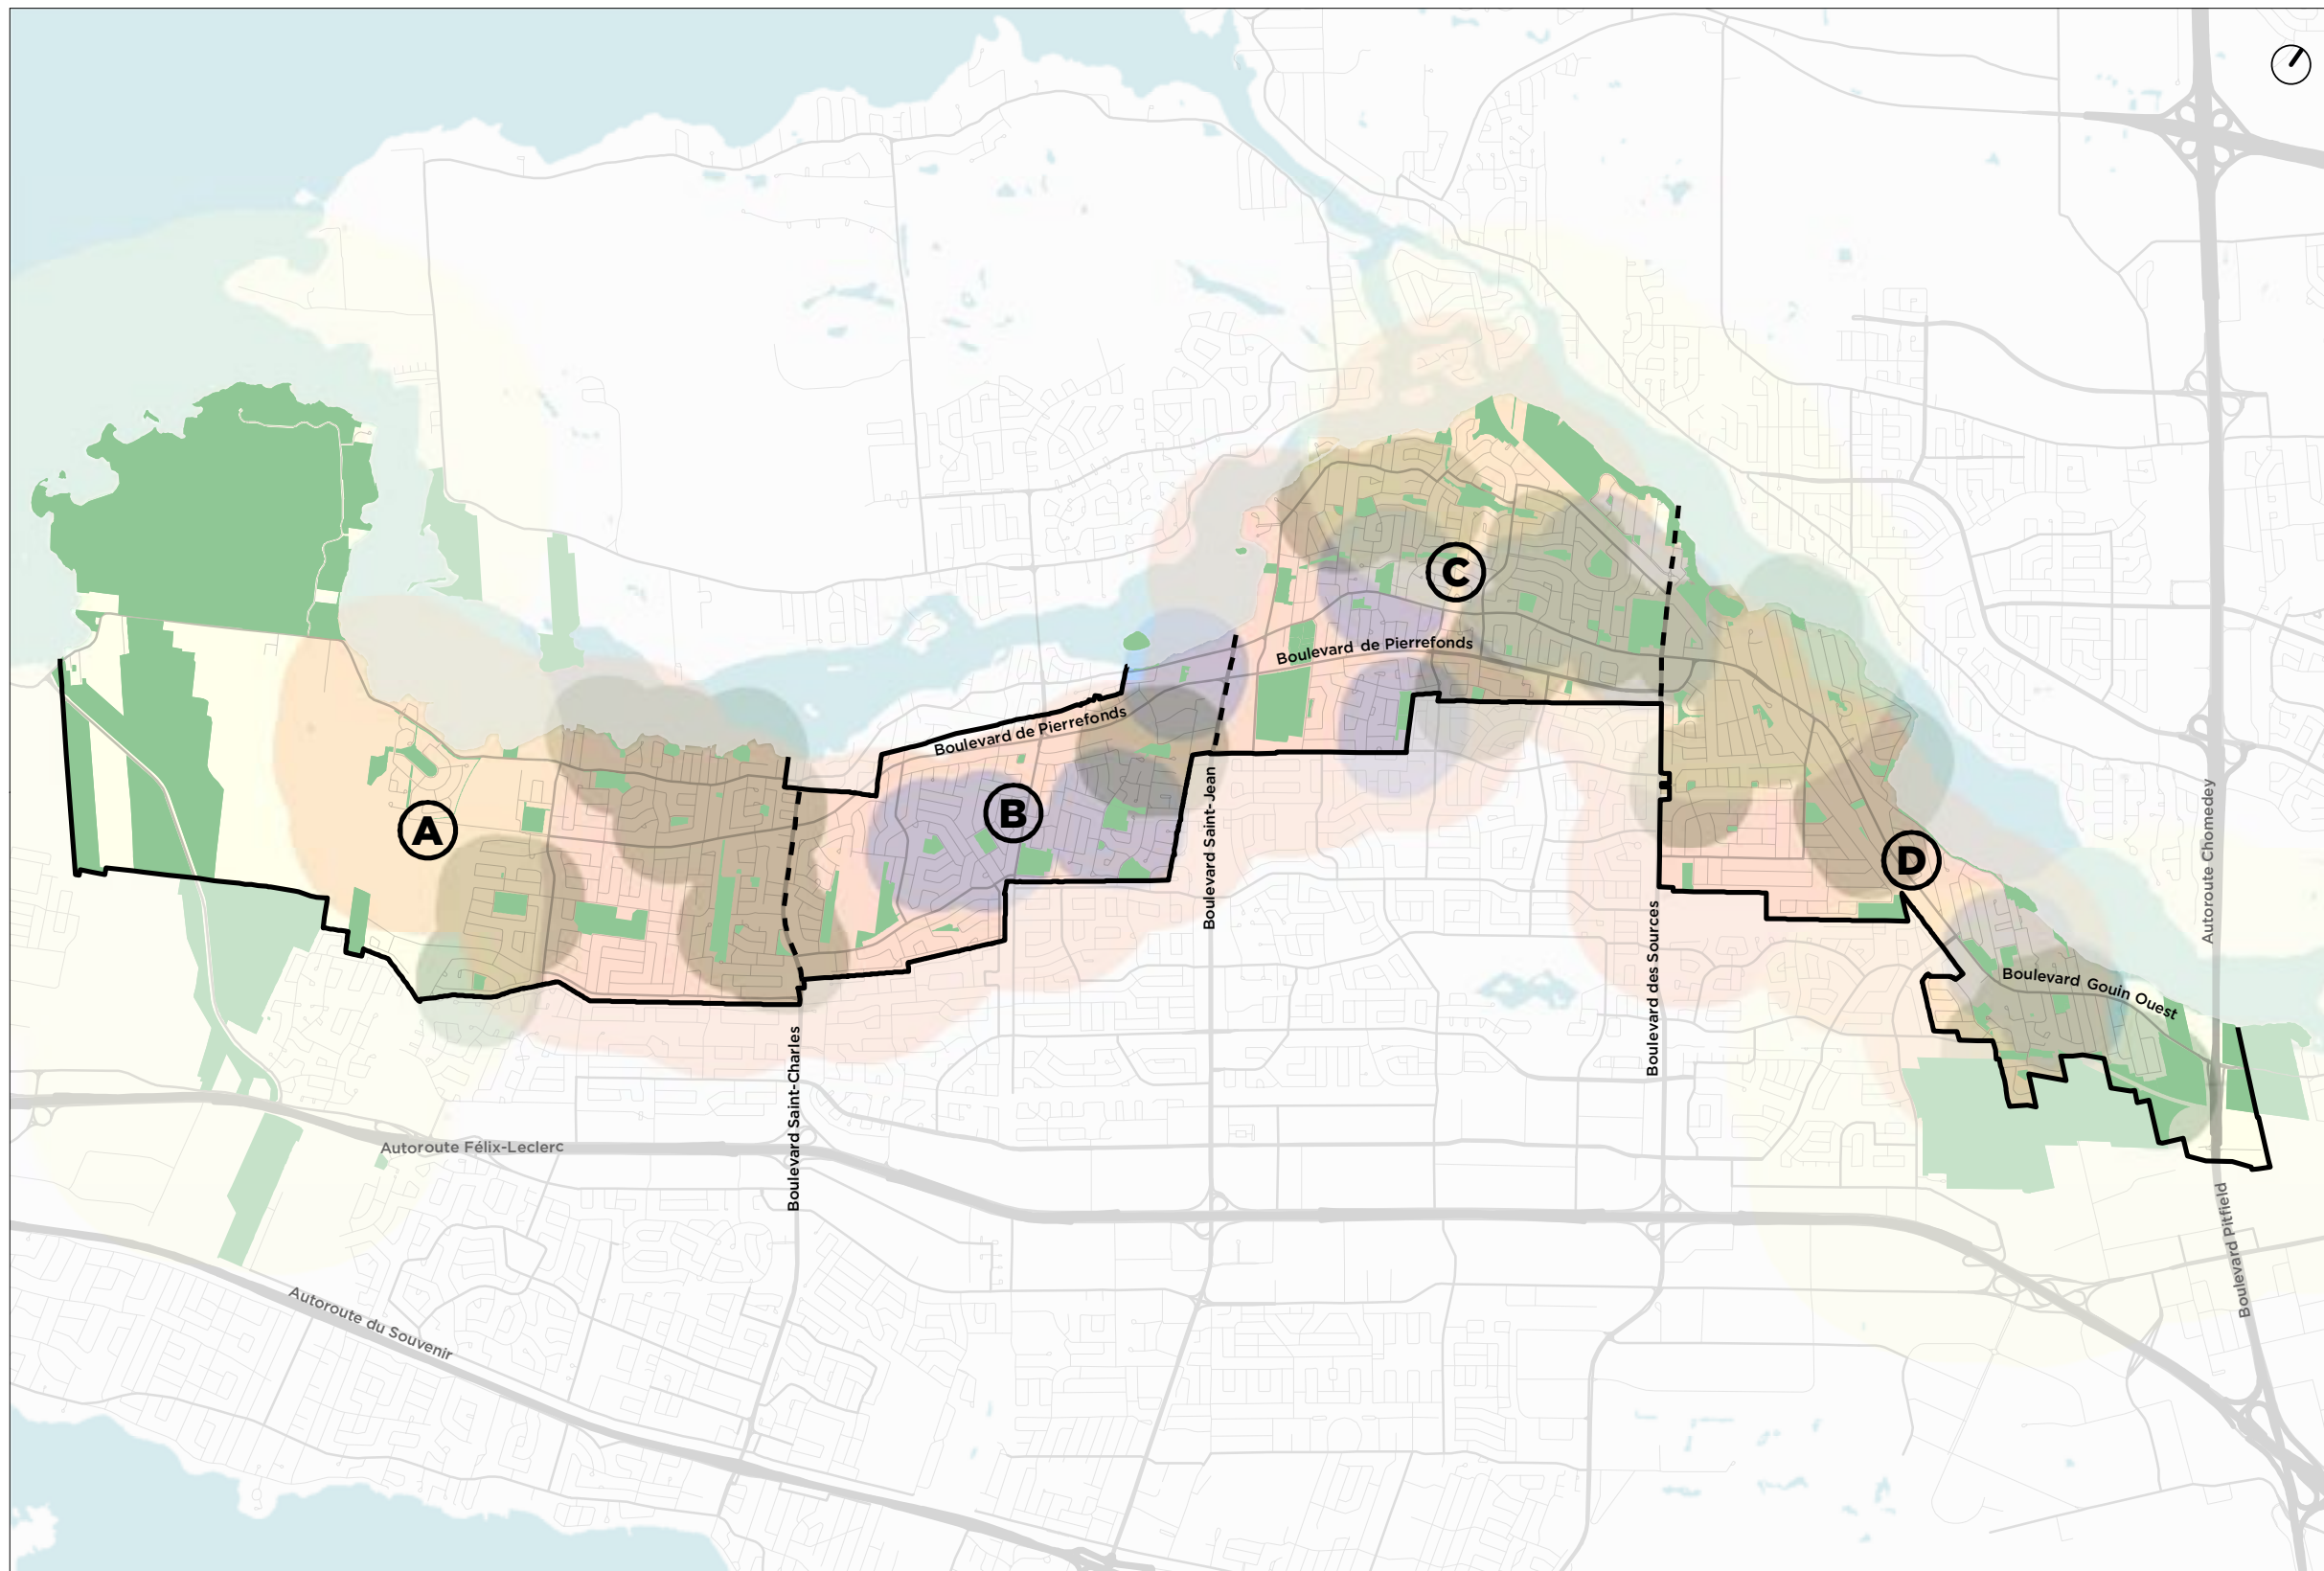 C
Boulevard de Pierrefonds
Boulevard de Pierrefonds
A
B
D
Boulevard Saint-Jean
Autoroute Chomedey
Boulevard des Sources
Boulevard Gouin Ouest
Boulevard Saint-Charles
Autoroute Félix-Leclerc
Boulevard Pitfield
Autoroute du Souvenir